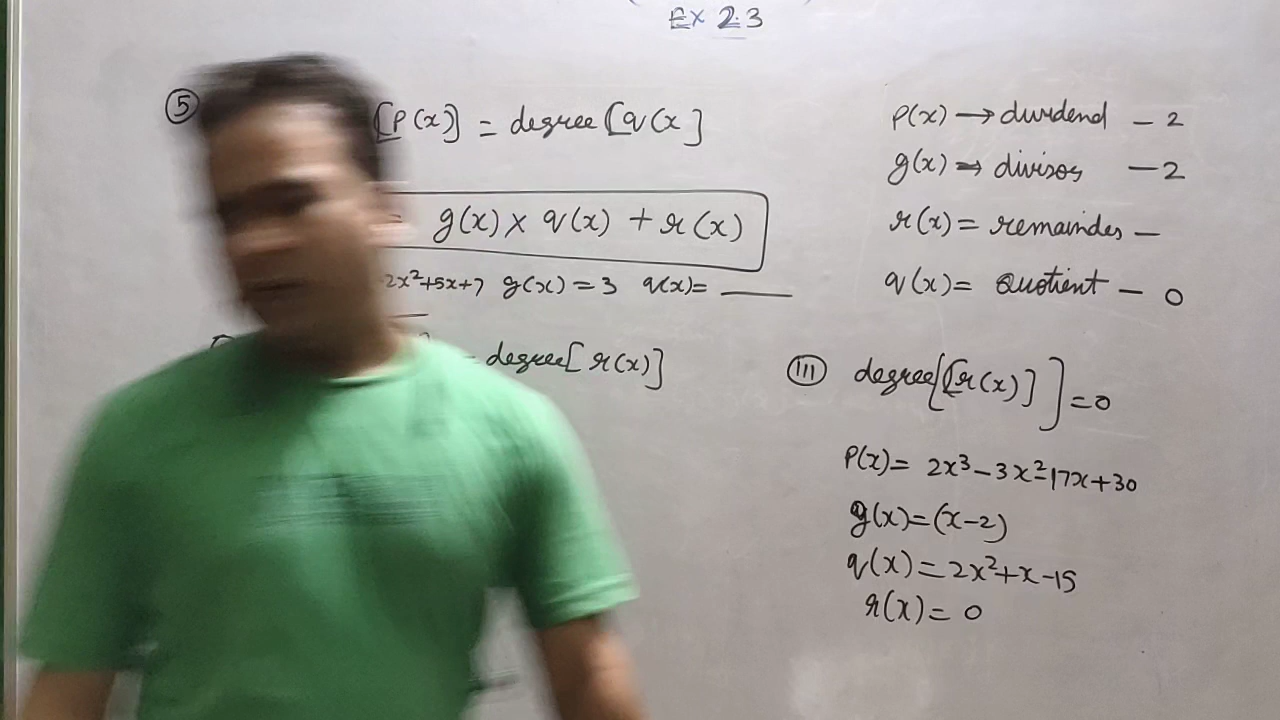 Ex 2.3
⑤ [P(x)] = degree [q(x]
= g(x) × q(x) + r(x)
2x²+5x+7 g(x) = 3 q(x) = ____
- degree [r(x)]
p(x) → dividend - 2
g(x) → divisor - 2
r(x) = remainder -
q(x) = Quotient - 0
(III) degree[[r(x)]] = 0
P(x) = 2x³ - 3x² - 17x + 30
g(x) = (x-2)
q(x) = 2x² + x - 15
r(x) = 0